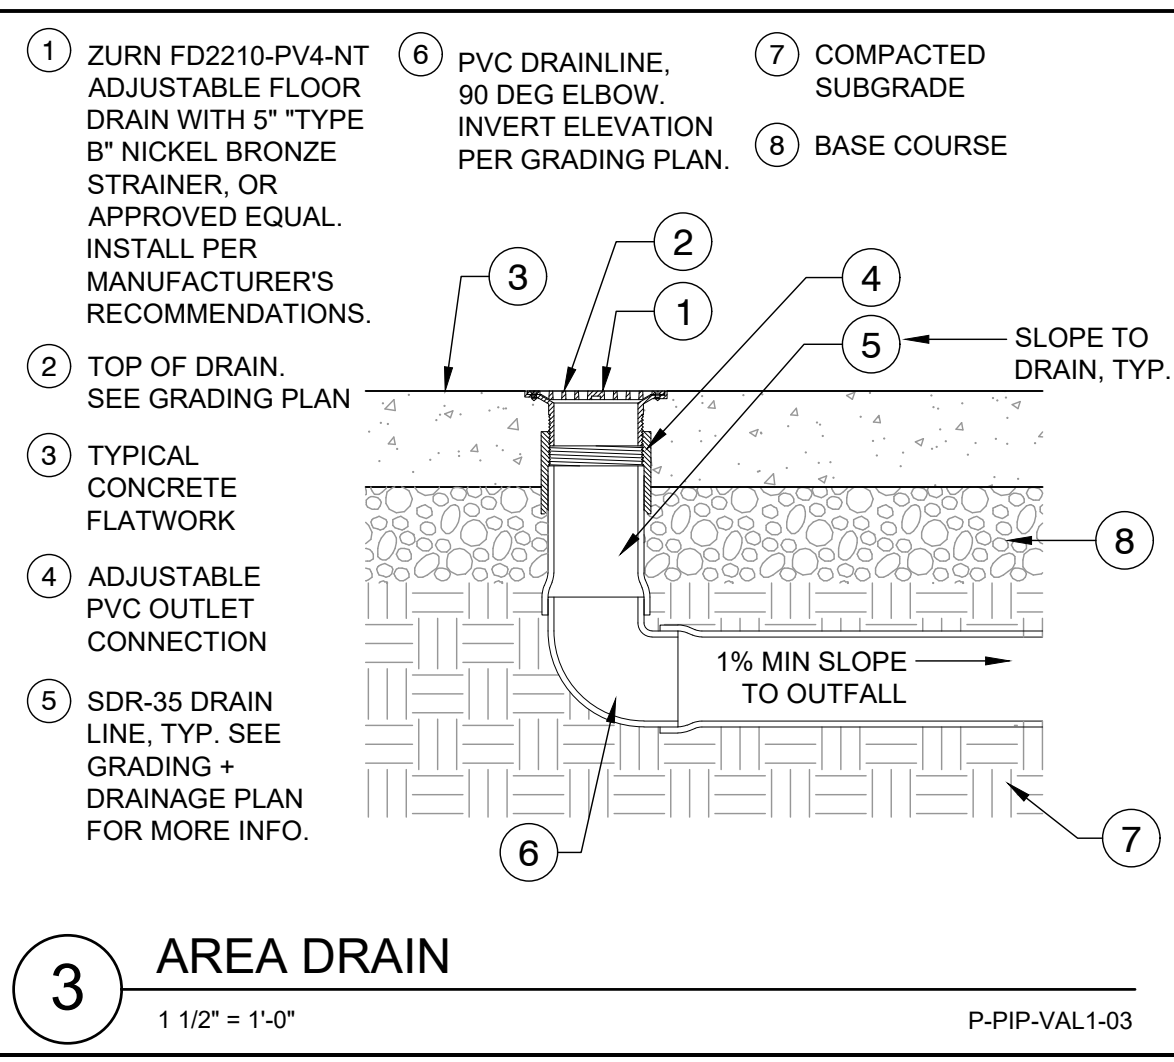 1 ZURN FD2210-PV4-NT
ADJUSTABLE FLOOR
DRAIN WITH 5" "TYPE
B" NICKEL BRONZE
STRAINER, OR
APPROVED EQUAL.
INSTALL PER
MANUFACTURER'S
RECOMMENDATIONS.
2 TOP OF DRAIN.
SEE GRADING PLAN
3 TYPICAL
CONCRETE
FLATWORK
4 ADJUSTABLE
PVC OUTLET
CONNECTION
5 SDR-35 DRAIN
LINE, TYP. SEE
GRADING +
DRAINAGE PLAN
FOR MORE INFO.
6 PVC DRAINLINE,
90 DEG ELBOW.
INVERT ELEVATION
PER GRADING PLAN.
7 COMPACTED
SUBGRADE
8 BASE COURSE
2
3
4
1
5
SLOPE TO
DRAIN, TYP.
8
1% MIN SLOPE
TO OUTFALL
6
7
3 AREA DRAIN
1 1/2" = 1'-0"
P-PIP-VAL1-03